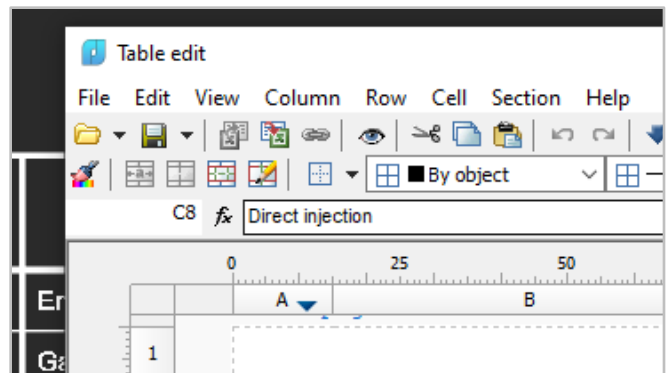 Table edit
File Edit View Column Row Cell Section Help
a
By object
C8 fx Direct injection
0 25 50
A B
1